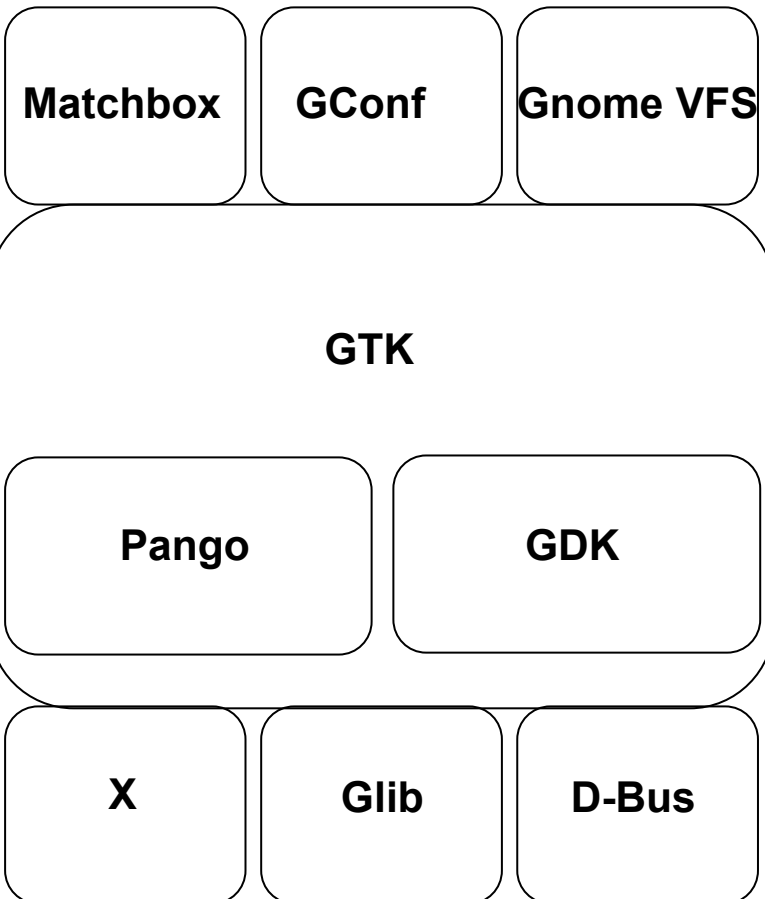 Matchbox
GConf
Gnome VFS
GTK
Pango
GDK
X
Glib
D-Bus